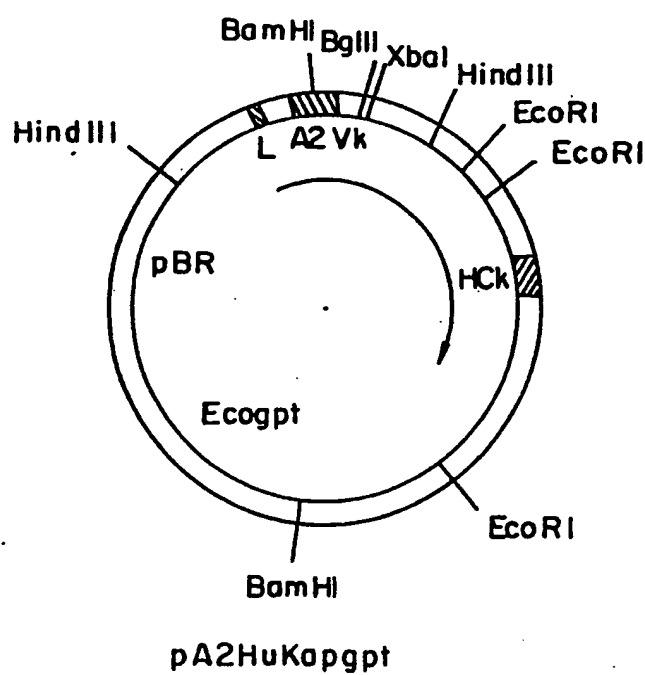 BamHI
BglII
XbaI
HindIII
EcoRI
EcoRI
HindIII
L
A2 Vk
pBR
HCk
Ecogpt
EcoRI
BamHI
pA2HuKapgpt